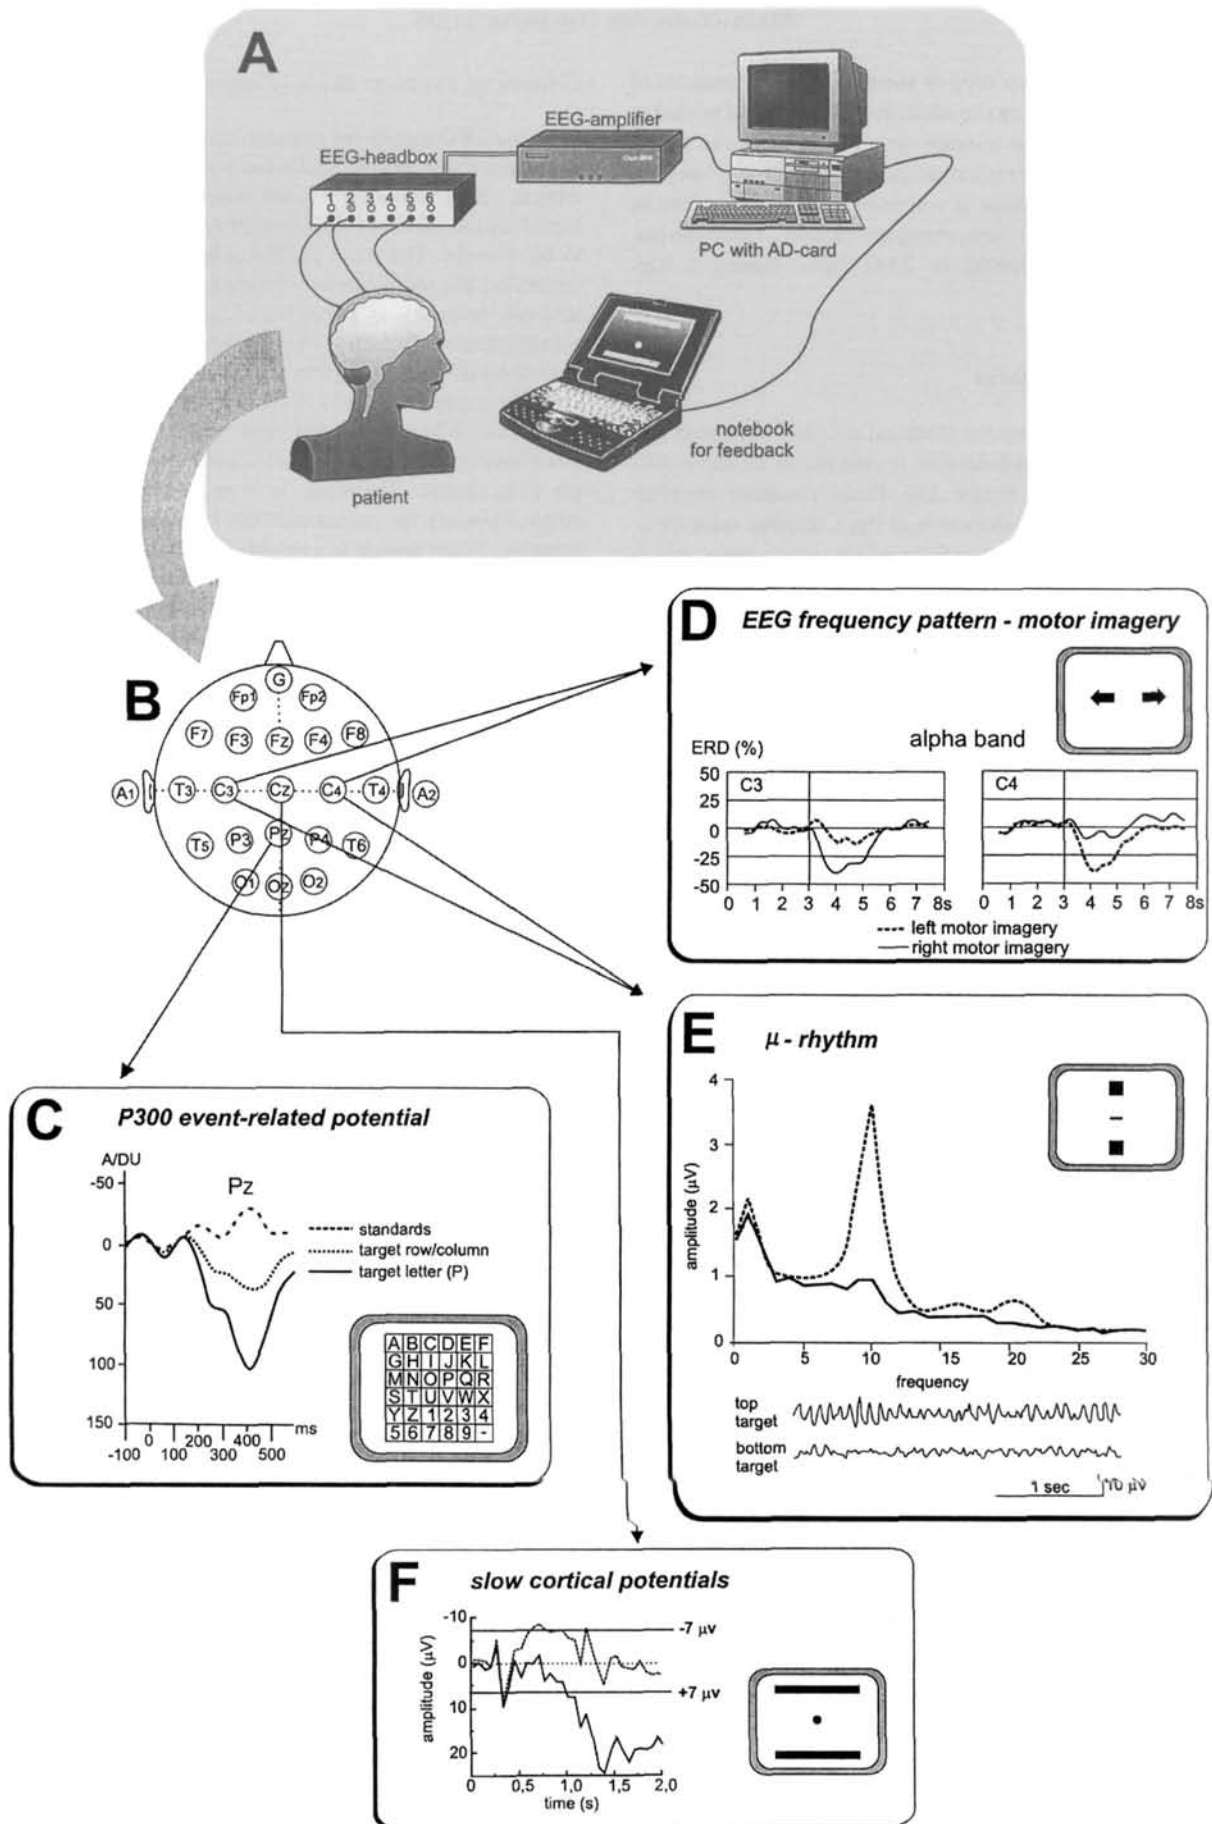 A
EEG-amplifier
EEG-headbox
1 2 3 4 5 6
PC with AD-card
notebook
for feedback
patient
B
G
Fp1 Fp2
F7 F3 Fz F4 F8
A1 T3 C3 Cz C4 T4 A2
T5 P3 Pz P4 T6
O1 Oz O2
D EEG frequency pattern - motor imagery
alpha band
ERD (%)
50
25
0
-25
-50
C3
C4
0 1 2 3 4 5 6 7 8s
0 1 2 3 4 5 6 7 8s
left motor imagery
right motor imagery
E μ - rhythm
4
3
2
1
0
amplitude (μV)
0 5 10 15 20 25 30
frequency
top
target
bottom
target
1 sec
10 μV
C P300 event-related potential
A/DU
-50
0
50
100
150
Pz
standards
target row/column
target letter (P)
0 200 400 ms
-100 100 300 500
A B C D E F
G H I J K L
M N O P Q R
S T U V W X
Y Z 1 2 3 4
5 6 7 8 9 -
F slow cortical potentials
-10
0
10
20
amplitude (μV)
-7 μv
+7 μv
0 0,5 1,0 1,5 2,0
time (s)